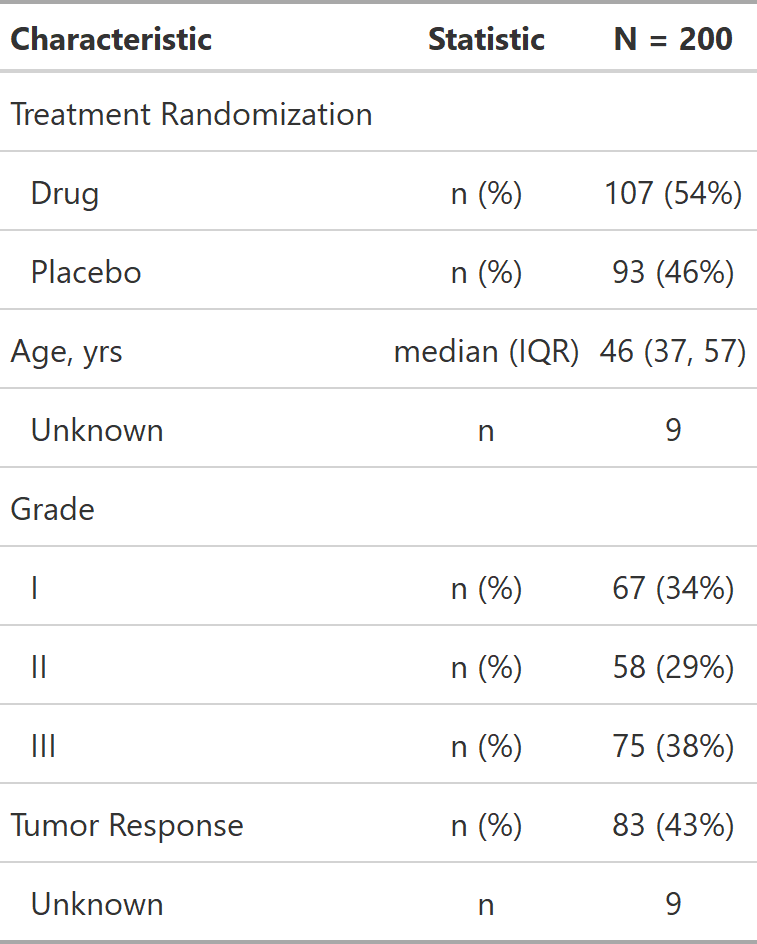 Characteristic Statistic N = 200
Treatment Randomization
Drug n (%) 107 (54%)
Placebo n (%) 93 (46%)
Age, yrs median (IQR) 46 (37, 57)
Unknown n 9
Grade
I n (%) 67 (34%)
II n (%) 58 (29%)
III n (%) 75 (38%)
Tumor Response n (%) 83 (43%)
Unknown n 9